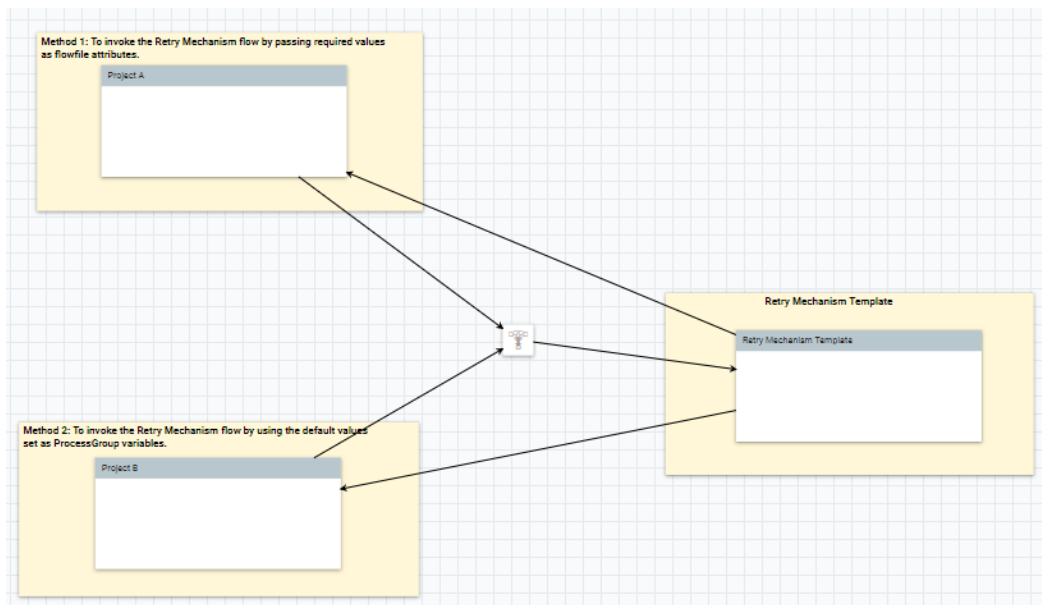 Method 1: To invoke the Retry Mechanism flow by passing required values
as flowfile attributes.
Project A
Retry Mechanism Template
Retry Mechanism Template
Method 2: To invoke the Retry Mechanism flow by using the default values
set as ProcessGroup variables.
Project B